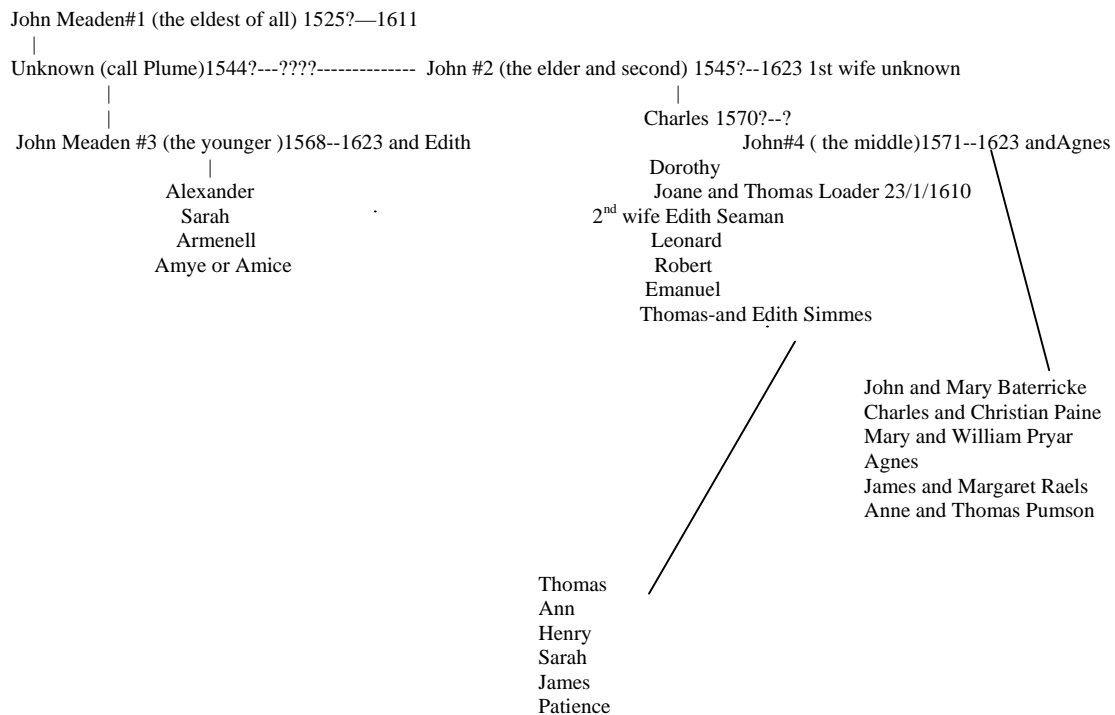 John Meaden#1 (the eldest of all) 1525?—1611
|
Unknown (call Plume)1544?---????-------------- John #2 (the elder and second) 1545?--1623 1st wife unknown
| |
| Charles 1570?--?
John Meaden #3 (the younger )1568--1623 and Edith John#4 ( the middle)1571--1623 andAgnes
| Dorothy
Alexander Joane and Thomas Loader 23/1/1610
Sarah 2nd wife Edith Seaman
Armenell Leonard
Amye or Amice Robert
Emanuel
Thomas-and Edith Simmes
John and Mary Baterricke
Charles and Christian Paine
Mary and William Pryar
Agnes
James and Margaret Raels
Anne and Thomas Pumson
Thomas
Ann
Henry
Sarah
James
Patience